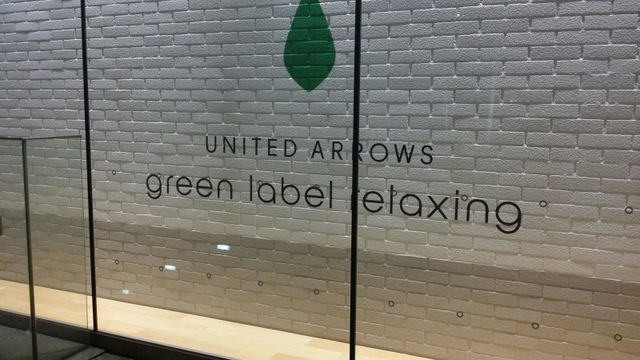 UNITED ARROWS
green label relaxing